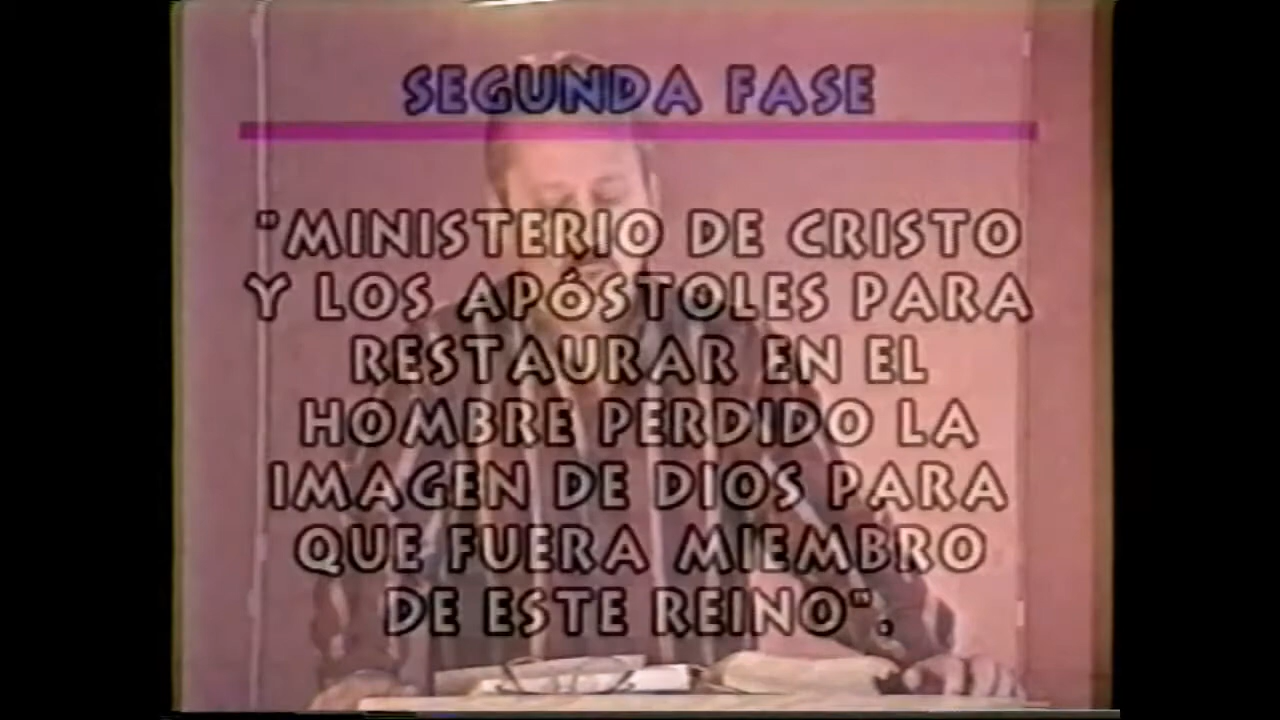 SEGUNDA FASE
"MINISTERIO DE CRISTO
Y LOS APÓSTOLES PARA
RESTAURAR EN EL
HOMBRE PERDIDO LA
IMAGEN DE DIOS PARA
QUE FUERA MIEMBRO
DE ESTE REINO".